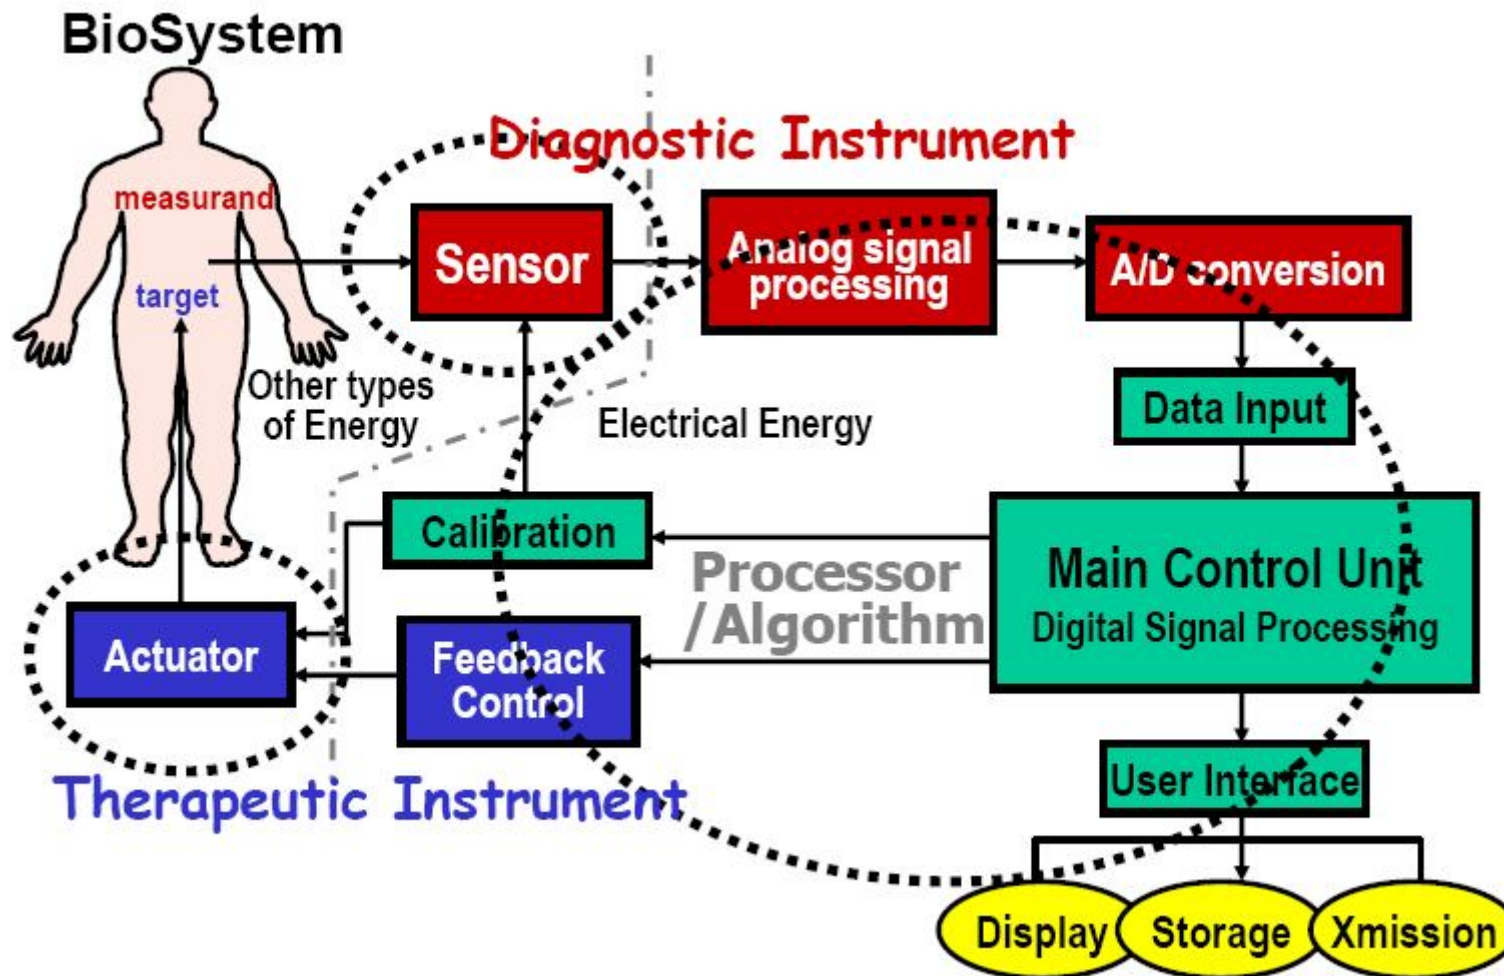 BioSystem
Diagnostic Instrument
measurand
target
Sensor
Analog signal
processing
A/D conversion
Other types
of Energy
Electrical Energy
Data Input
Calibration
Processor
/Algorithm
Main Control Unit
Digital Signal Processing
Actuator
Feedback
Control
User Interface
Therapeutic Instrument
Display
Storage
Xmission